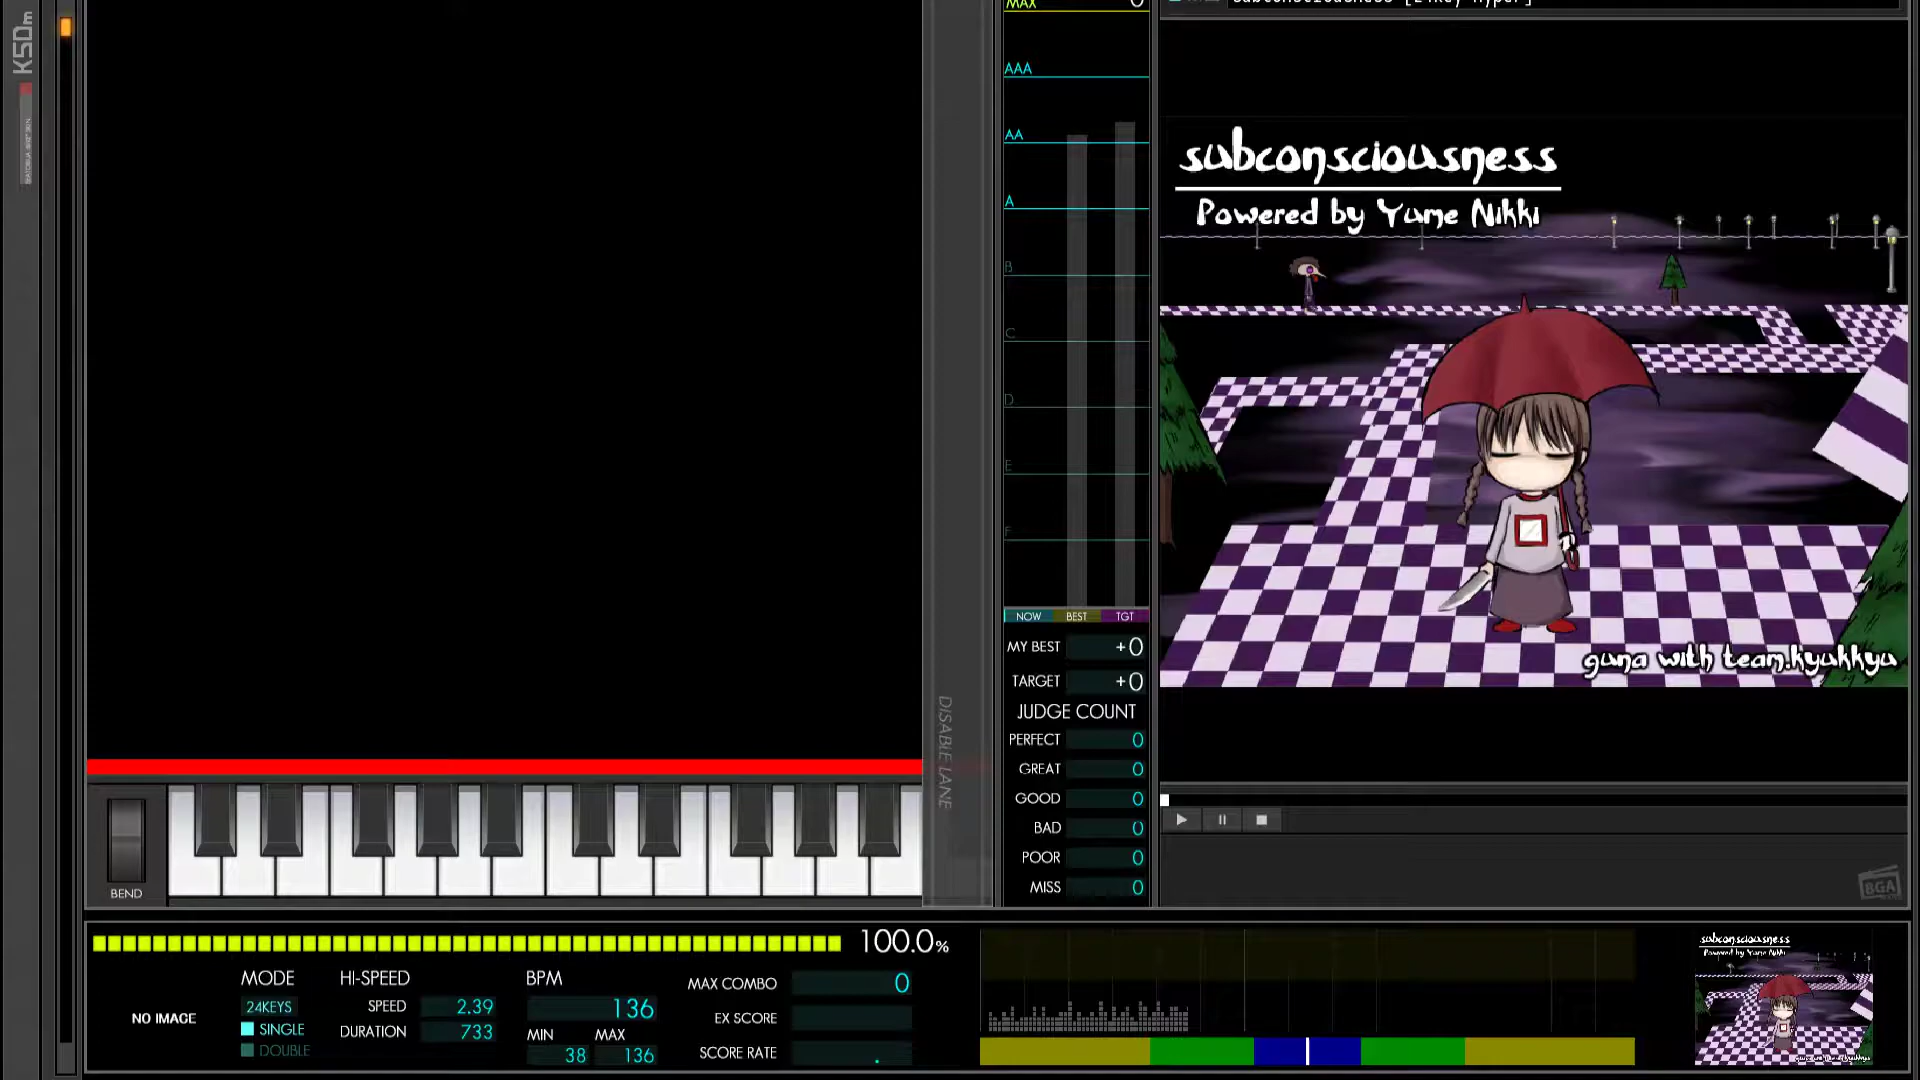 K5Dm
MAX 0
subconsciousness [24key Hyper]
AAA
AA
A
B
C
D
E
F
subconsciousness
Powered by Yume Nikki
guna with team.kyukkyu
NOW BEST TGT
MY BEST +0
TARGET +0
JUDGE COUNT
PERFECT 0
GREAT 0
GOOD 0
BAD 0
POOR 0
MISS 0
DISABLE LANE
BEND
BGA
100.0%
NO IMAGE
MODE
24KEYS
SINGLE
DOUBLE
HI-SPEED
SPEED 2.39
DURATION 733
BPM
136
MIN MAX
38 136
MAX COMBO 0
EX SCORE
SCORE RATE .
subconsciousness
Powered by Yume Nikki